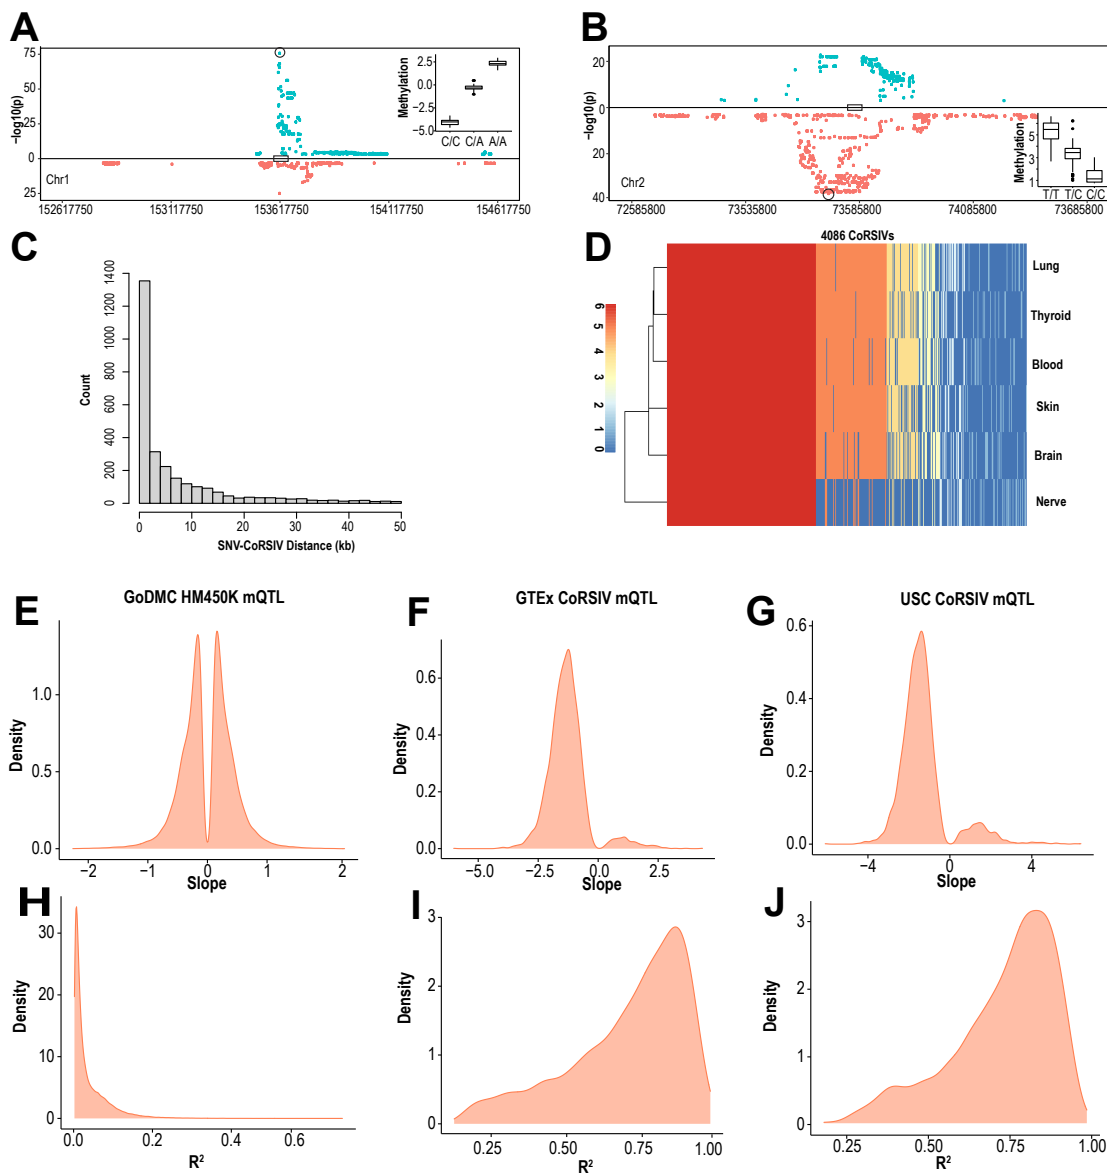 A
75
50
25
0
25
−log10(p)
Chr1
152617750
153117750
153617750
154117750
154617750
Methylation
2.5
0.0
−2.5
−5.0
C/C
C/A
A/A
B
20
0
20
40
−log10(p)
Chr2
72585800
73535800
73585800
74085800
73685800
Methylation
5
3
1
T/T
T/C
C/C
C
Count
1400
1200
1000
800
600
400
200
0
0
10
20
30
40
50
SNV-CoRSIV Distance (kb)
D
4086 CoRSIVs
6
5
4
3
2
1
0
Lung
Thyroid
Blood
Skin
Brain
Nerve
E
GoDMC HM450K mQTL
Density
1.0
0.5
0.0
−2
−1
0
1
2
Slope
F
GTEx CoRSIV mQTL
Density
0.6
0.4
0.2
0.0
−5.0
−2.5
0.0
2.5
Slope
G
USC CoRSIV mQTL
Density
0.6
0.4
0.2
0.0
−4
0
4
Slope
H
Density
30
20
10
0
0.0
0.2
0.4
0.6
R²
I
Density
3
2
1
0
0.25
0.50
0.75
1.00
R²
J
Density
3
2
1
0
0.25
0.50
0.75
1.00
R²